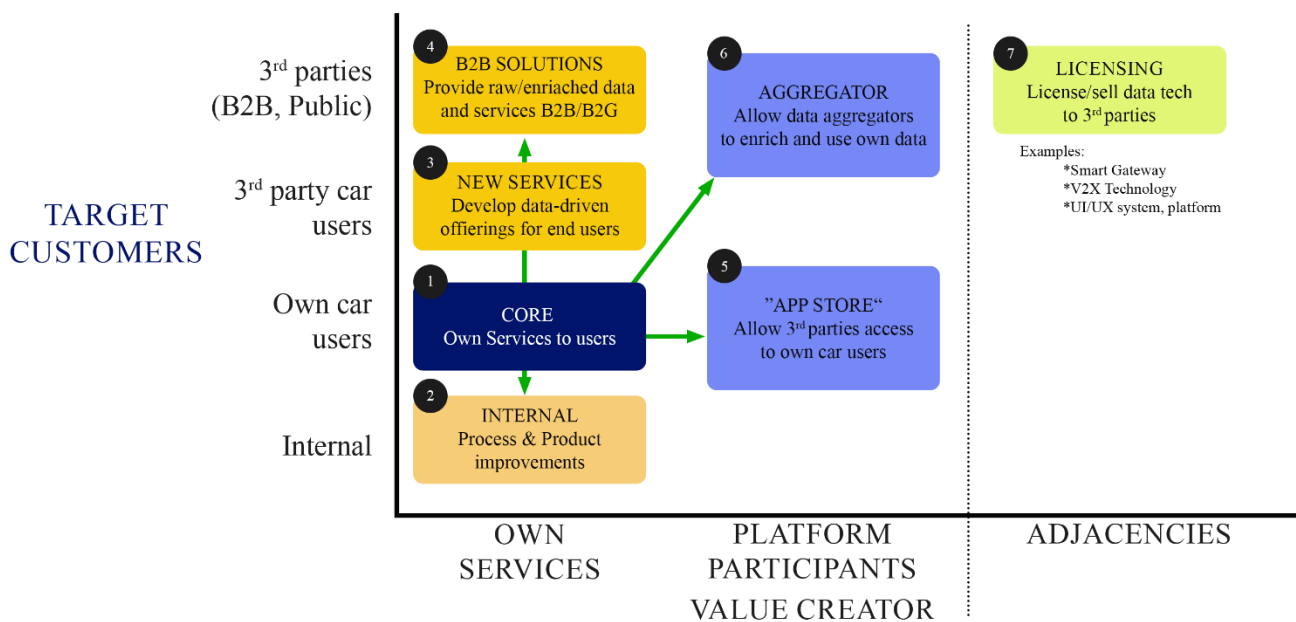 TARGET
CUSTOMERS
3rd parties
(B2B, Public)
3rd party car
users
Own car
users
Internal
4
B2B SOLUTIONS
Provide raw/enriached data
and services B2B/B2G
3
NEW SERVICES
Develop data-driven
offierings for end users
1
CORE
Own Services to users
2
INTERNAL
Process & Product
improvements
6
AGGREGATOR
Allow data aggregators
to enrich and use own data
5
”APP STORE“
Allow 3rd parties access
to own car users
7
LICENSING
License/sell data tech
to 3rd parties
Examples:
*Smart Gateway
*V2X Technology
*UI/UX system, platform
OWN
SERVICES
PLATFORM
PARTICIPANTS
VALUE CREATOR
ADJACENCIES